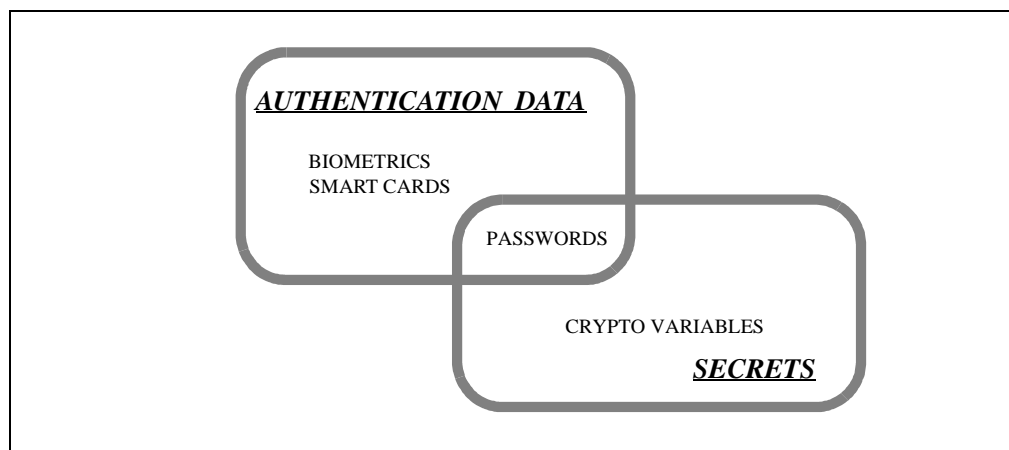 AUTHENTICATION DATA
BIOMETRICS
SMART CARDS
PASSWORDS
CRYPTO VARIABLES
SECRETS